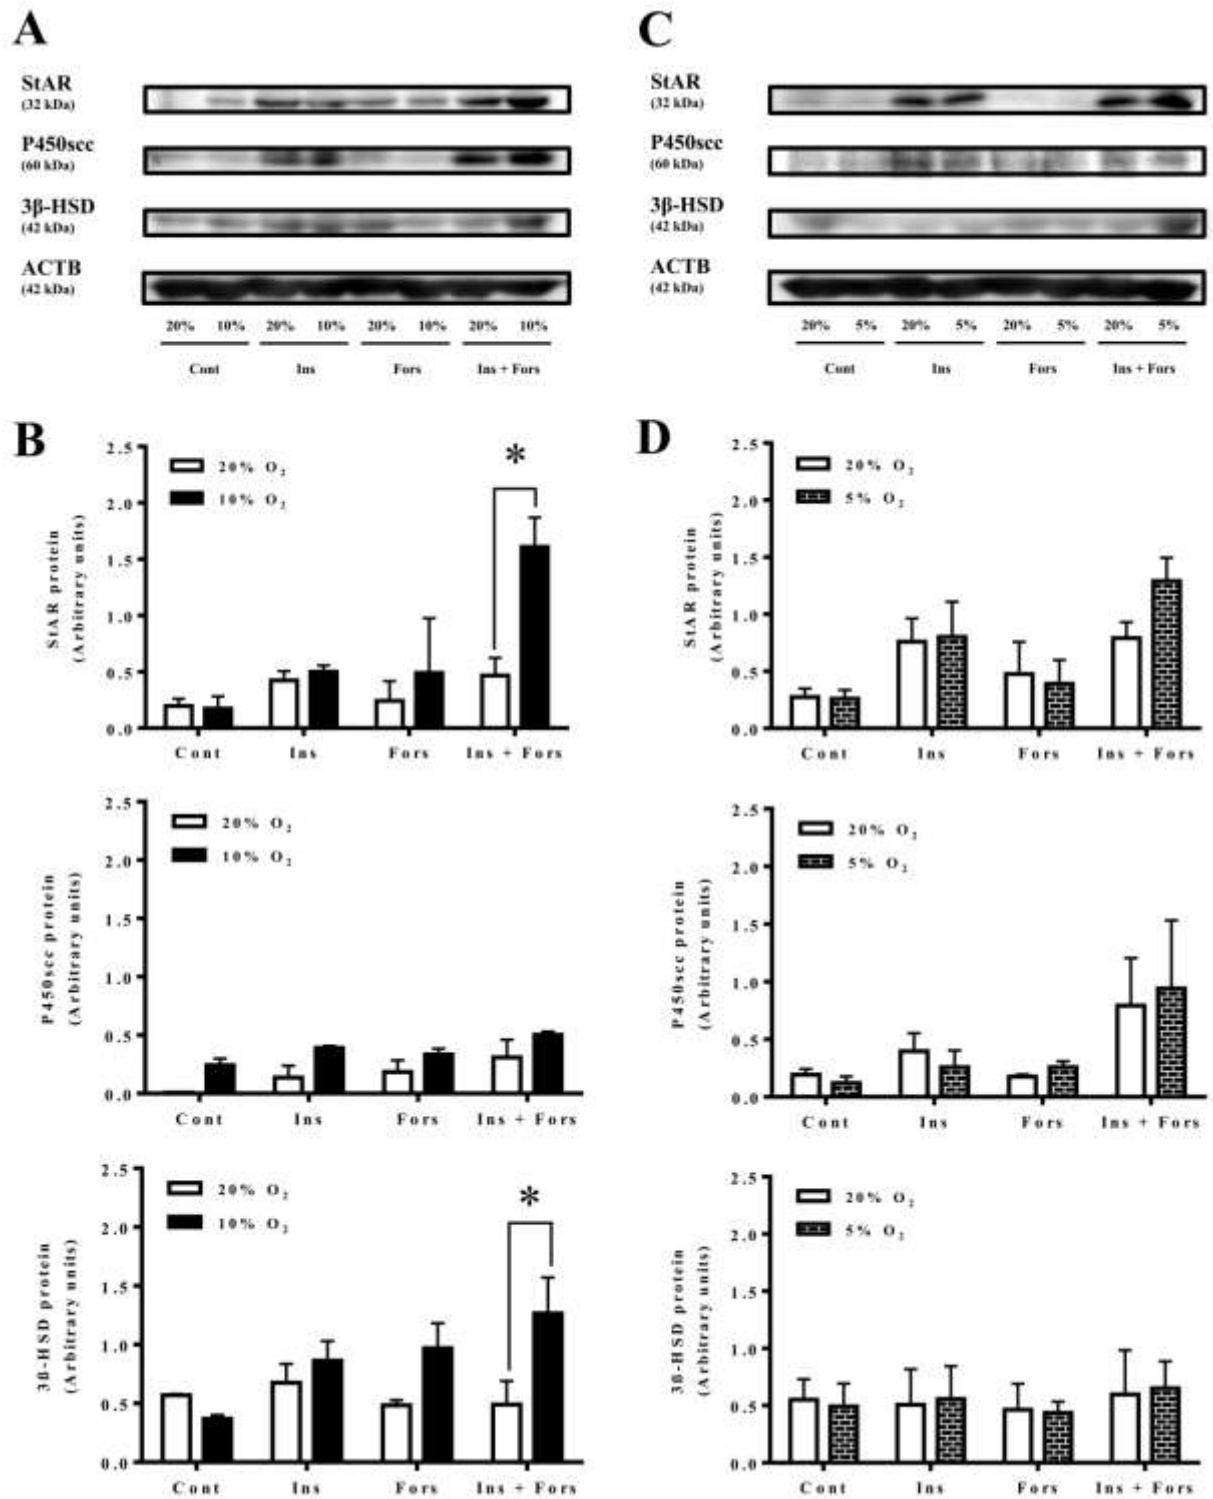 A
StAR
(32 kDa)
P450scc
(60 kDa)
3β-HSD
(42 kDa)
ACTB
(42 kDa)
20% 10% 20% 10% 20% 10% 20% 10%
Cont Ins Fors Ins + Fors
C
StAR
(32 kDa)
P450scc
(60 kDa)
3β-HSD
(42 kDa)
ACTB
(42 kDa)
20% 5% 20% 5% 20% 5% 20% 5%
Cont Ins Fors Ins + Fors
B
StAR protein
(Arbitrary units)
2.5
2.0
1.5
1.0
0.5
0.0
20% O₂
10% O₂
*
Cont Ins Fors Ins + Fors
P450scc protein
(Arbitrary units)
2.5
2.0
1.5
1.0
0.5
0.0
20% O₂
10% O₂
Cont Ins Fors Ins + Fors
3ß-HSD protein
(Arbitrary units)
2.5
2.0
1.5
1.0
0.5
0.0
20% O₂
10% O₂
*
Cont Ins Fors Ins + Fors
D
StAR protein
(Arbitrary units)
2.5
2.0
1.5
1.0
0.5
0.0
20% O₂
5% O₂
Cont Ins Fors Ins + Fors
P450scc protein
(Arbitrary units)
2.5
2.0
1.5
1.0
0.5
0.0
20% O₂
5% O₂
Cont Ins Fors Ins + Fors
3ß-HSD protein
(Arbitrary units)
2.5
2.0
1.5
1.0
0.5
0.0
20% O₂
5% O₂
Cont Ins Fors Ins + Fors